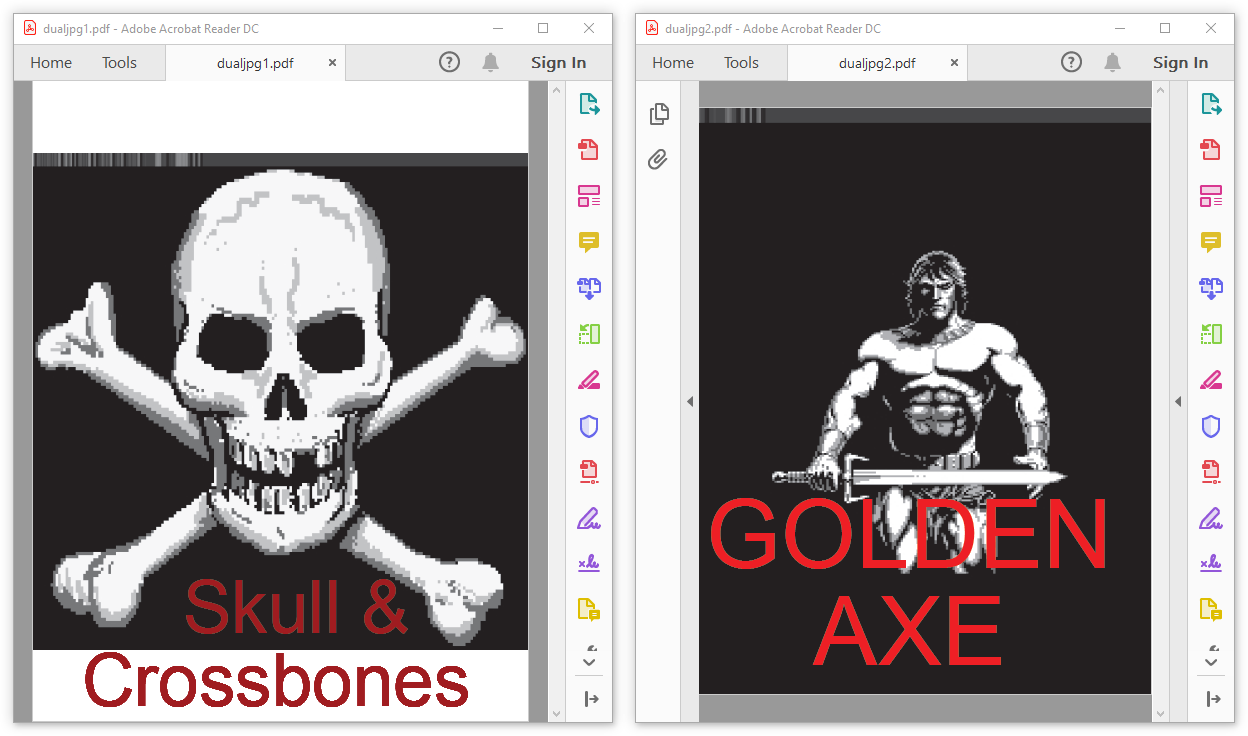 dualjpg1.pdf - Adobe Acrobat Reader DC
Home Tools dualjpg1.pdf × ? Sign In
Skull &
Crossbones
dualjpg2.pdf - Adobe Acrobat Reader DC
Home Tools dualjpg2.pdf × ? Sign In
GOLDEN
AXE